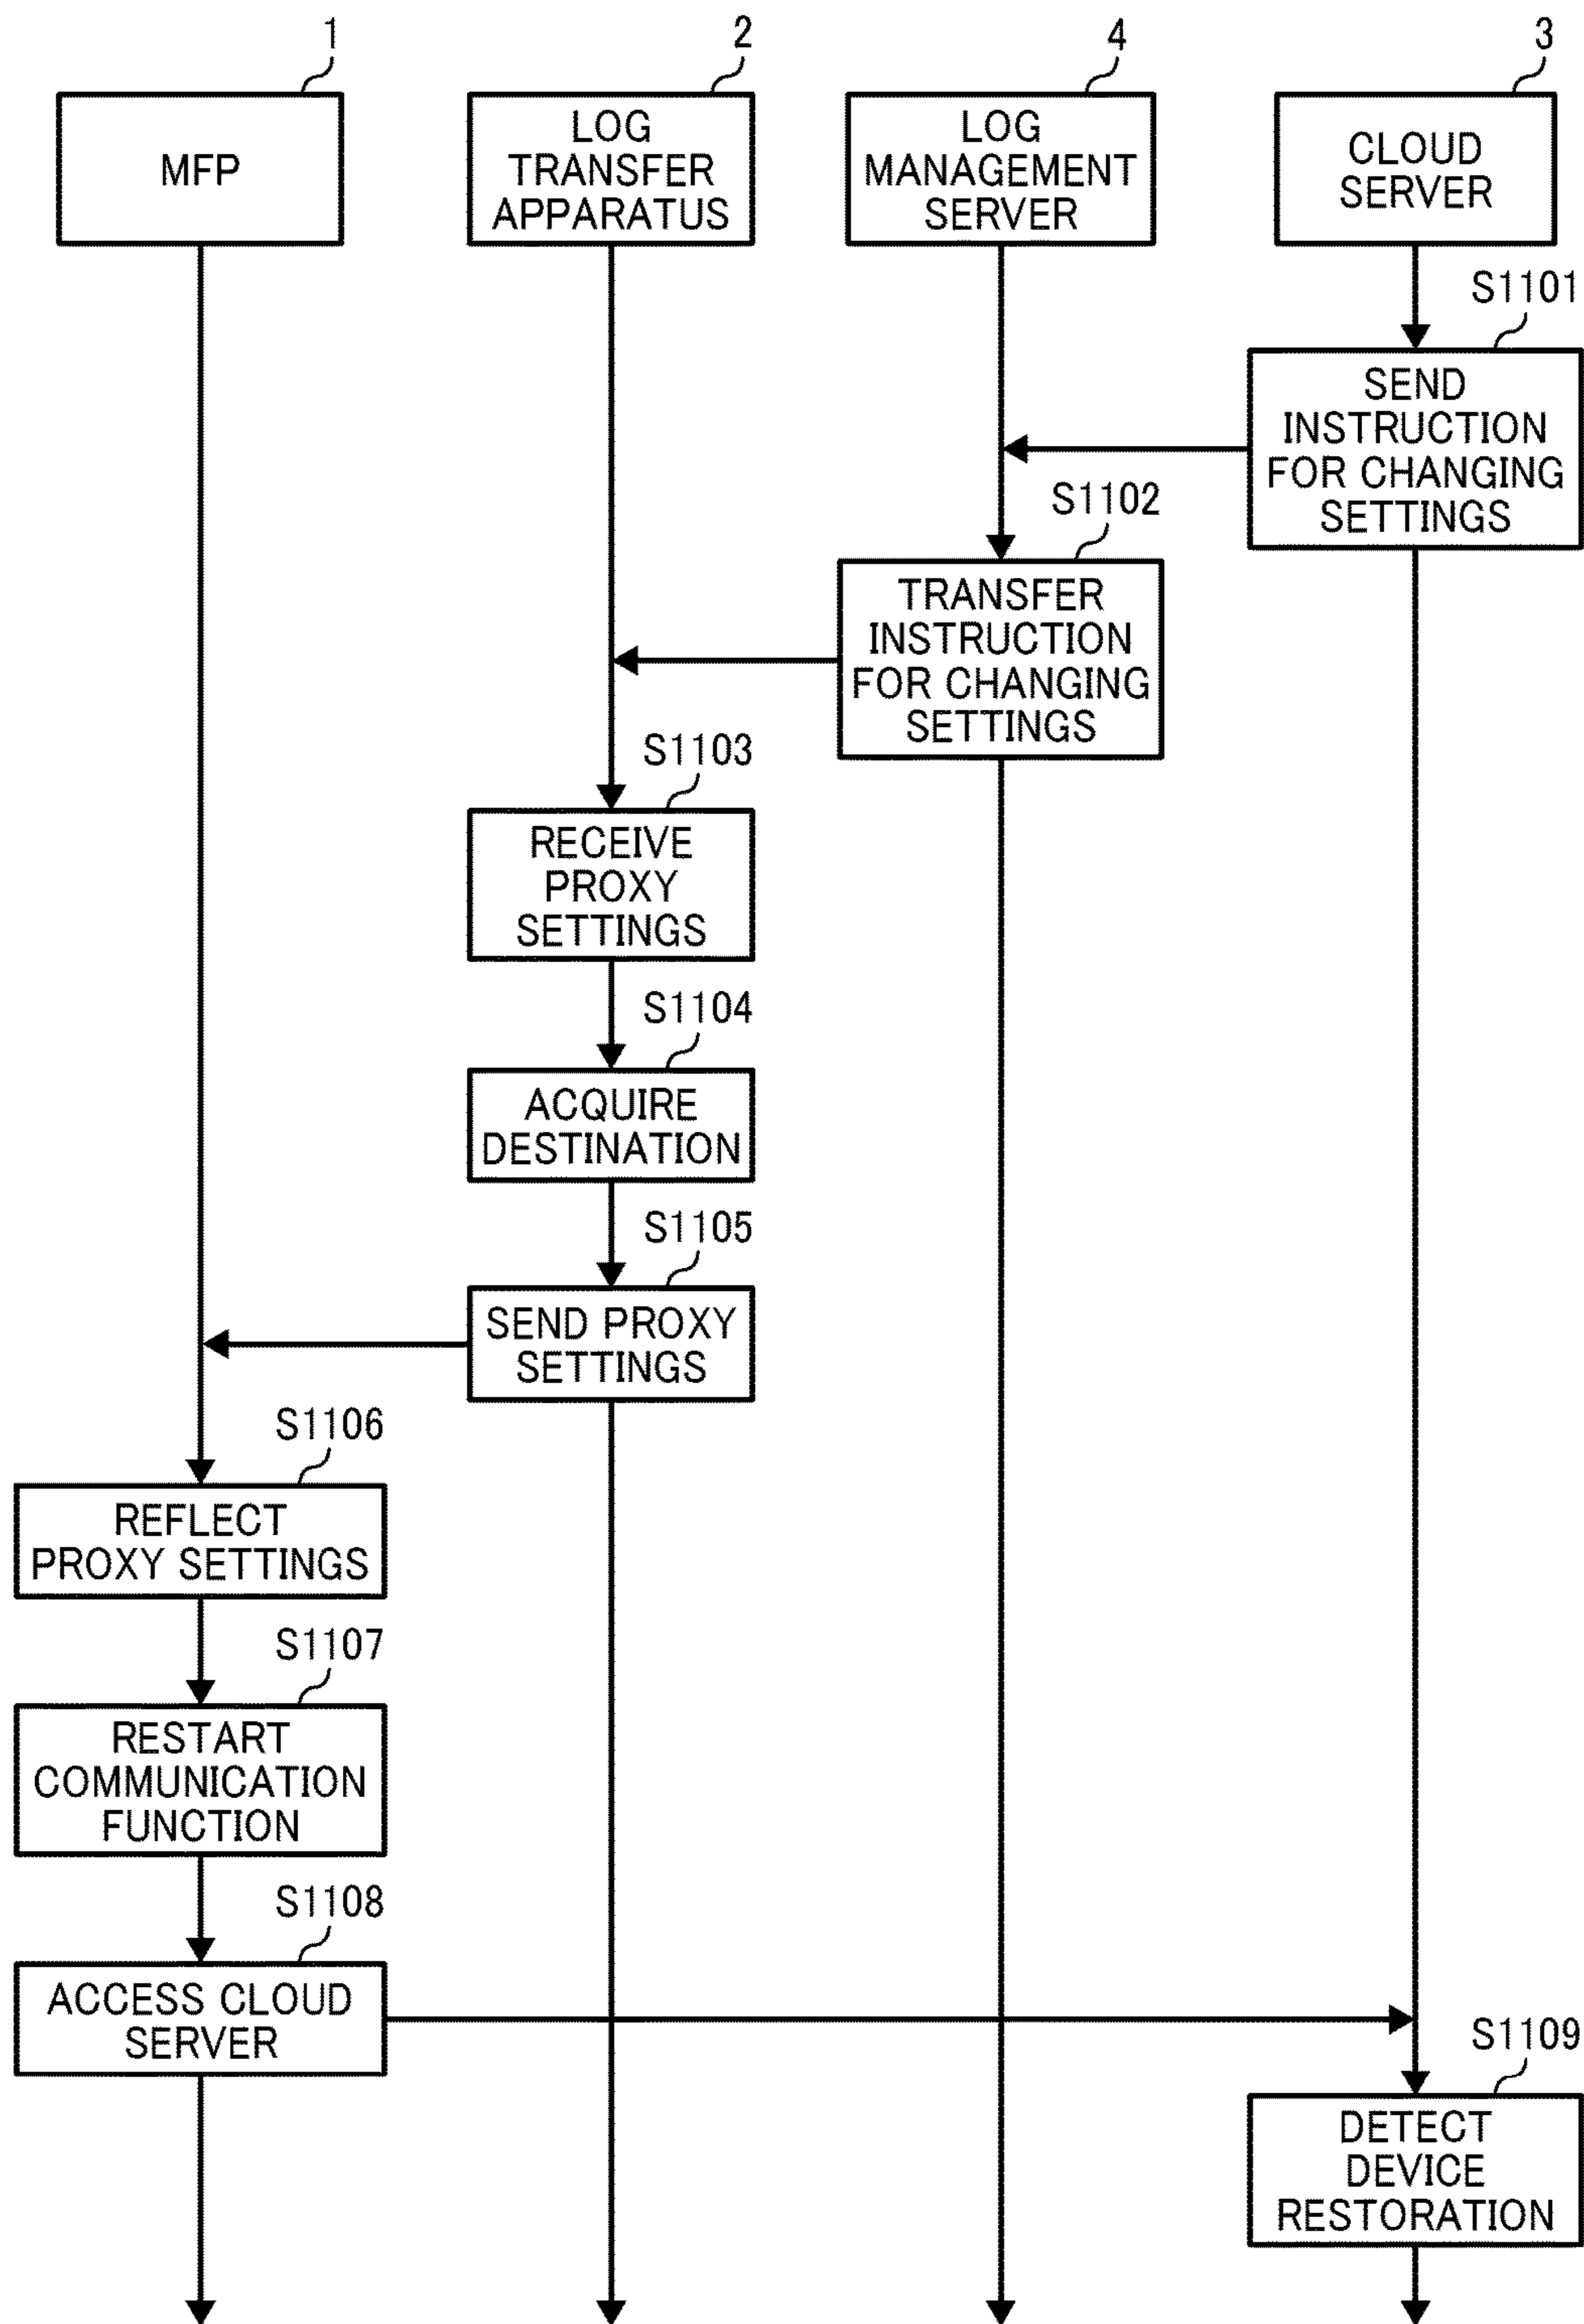 1
2
4
3
MFP
LOG
TRANSFER
APPARATUS
LOG
MANAGEMENT
SERVER
CLOUD
SERVER
S1101
SEND
INSTRUCTION
FOR CHANGING
SETTINGS
S1102
TRANSFER
INSTRUCTION
FOR CHANGING
SETTINGS
S1103
RECEIVE
PROXY
SETTINGS
S1104
ACQUIRE
DESTINATION
S1105
SEND PROXY
SETTINGS
S1106
REFLECT
PROXY SETTINGS
S1107
RESTART
COMMUNICATION
FUNCTION
S1108
ACCESS CLOUD
SERVER
S1109
DETECT
DEVICE
RESTORATION